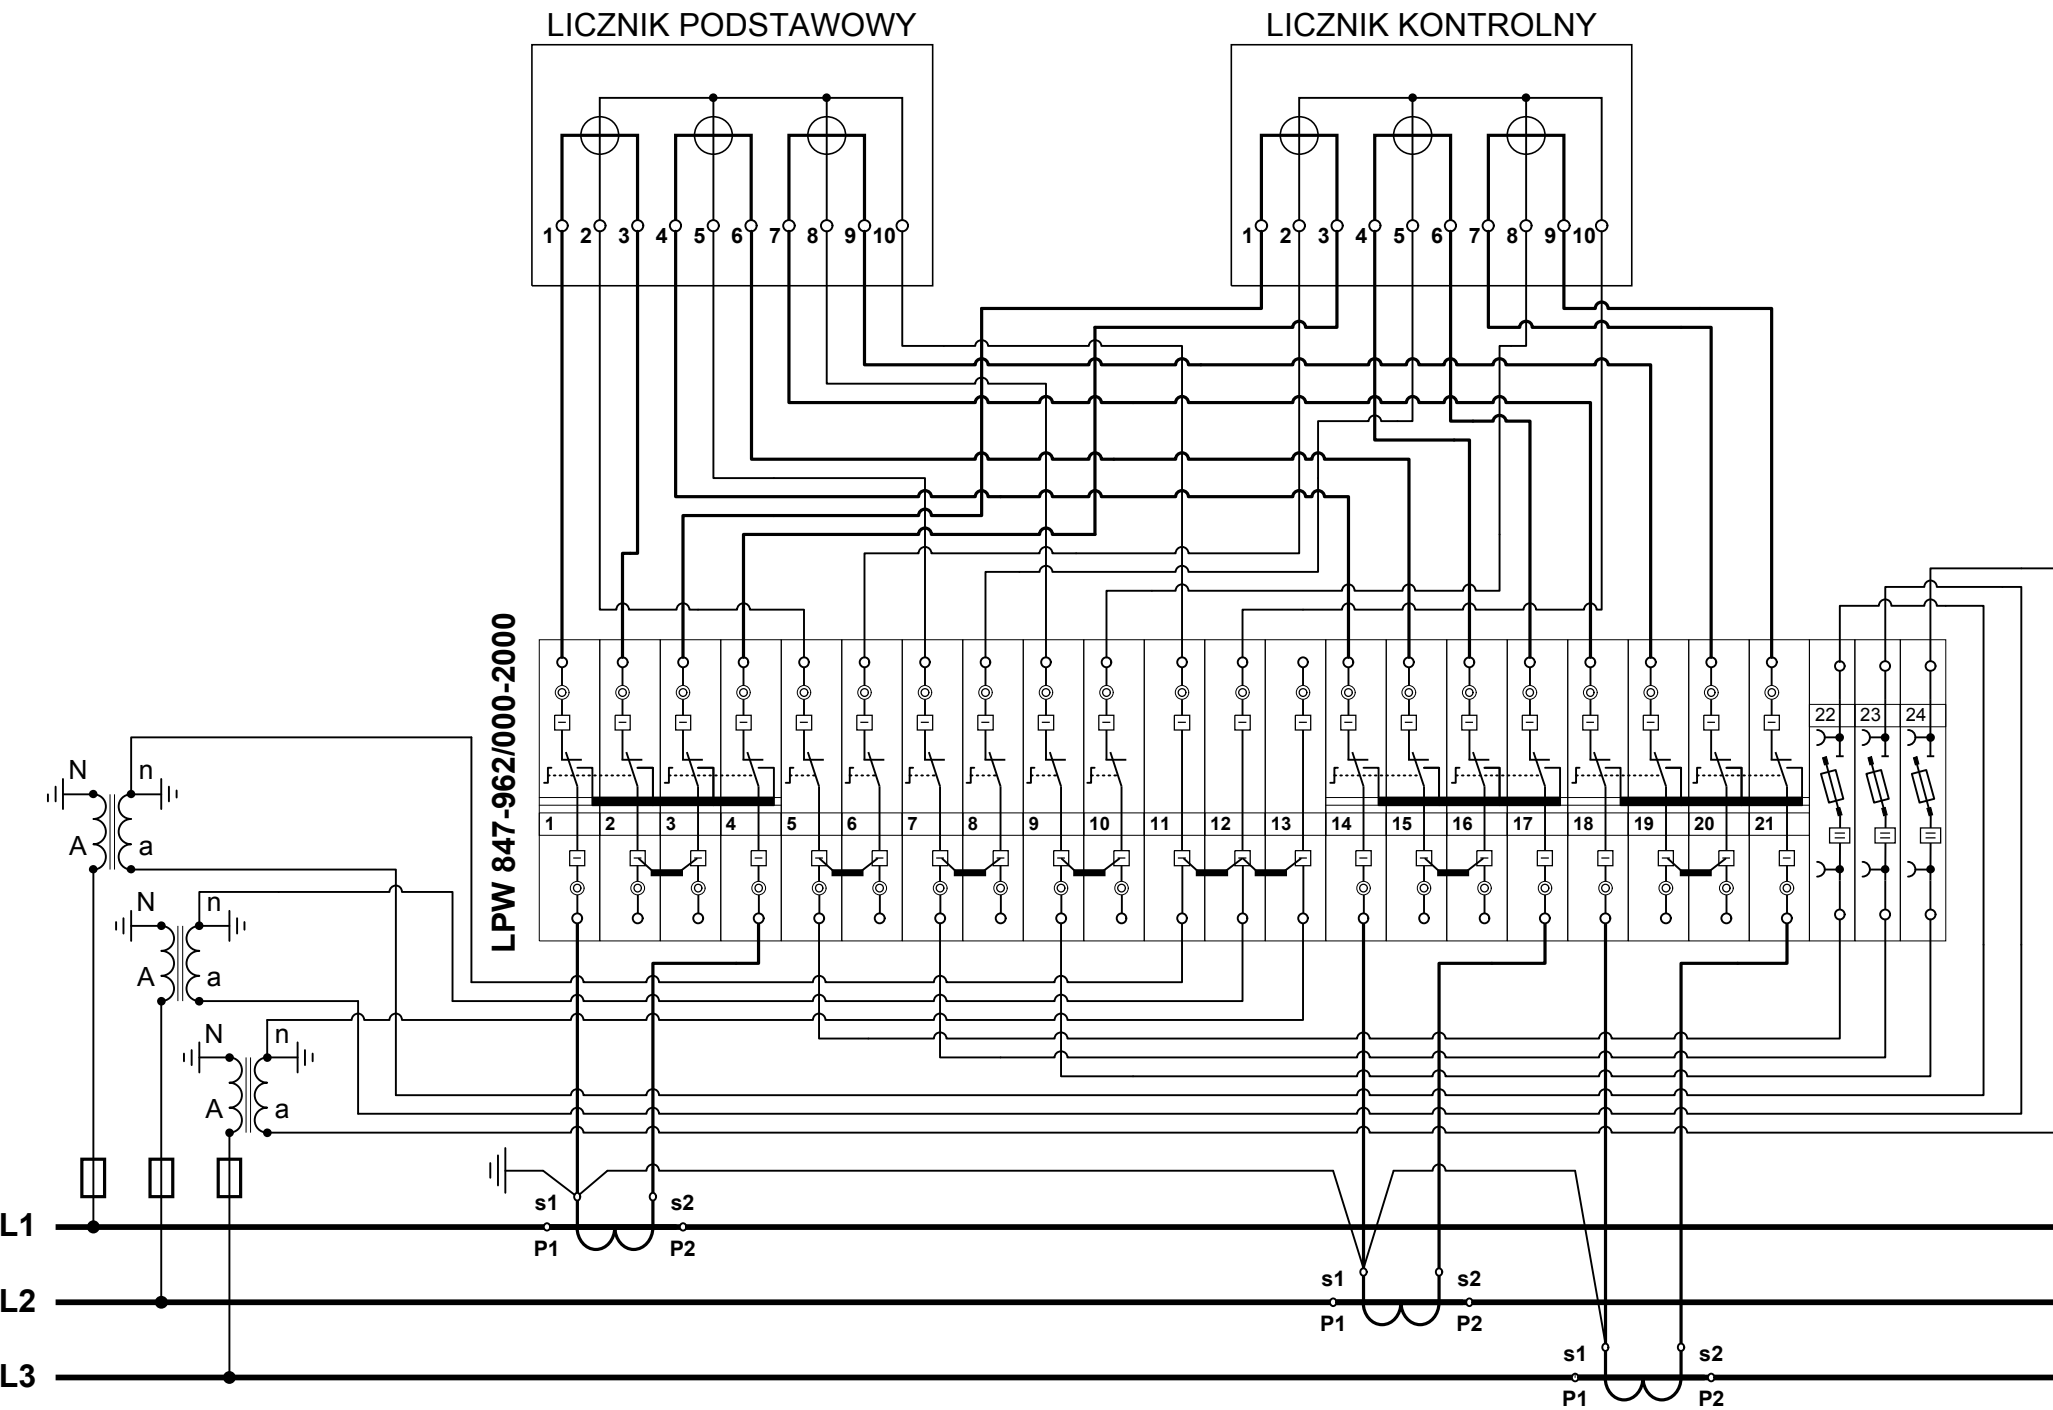 LICZNIK PODSTAWOWY LICZNIK KONTROLNY
1 2 3 4 5 6 7 8 9 10 1 2 3 4 5 6 7 8 9 10
LPW 847-962/000-2000
22 23 24
N n
A a
1 2 3 4 5 6 7 8 9 10 11 12 13 14 15 16 17 18 19 20 21
N n
A a
N n
A a
s1 s2
L1
P1 P2
s1 s2
L2
P1 P2
s1 s2
L3
P1 P2